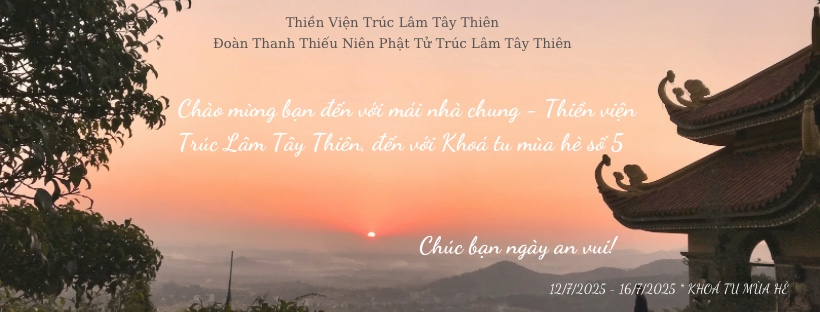 Thiền Viện Trúc Lâm Tây Thiên
Đoàn Thanh Thiếu Niên Phật Tử Trúc Lâm Tây Thiên
Chào mừng bạn đến với mái nhà chung - Thiền viện
Trúc Lâm Tây Thiên, đến với Khoá tu mùa hè số 5
Chúc bạn ngày an vui!
12/7/2025 - 16/7/2025 * KHOÁ TU MÙA HÈ